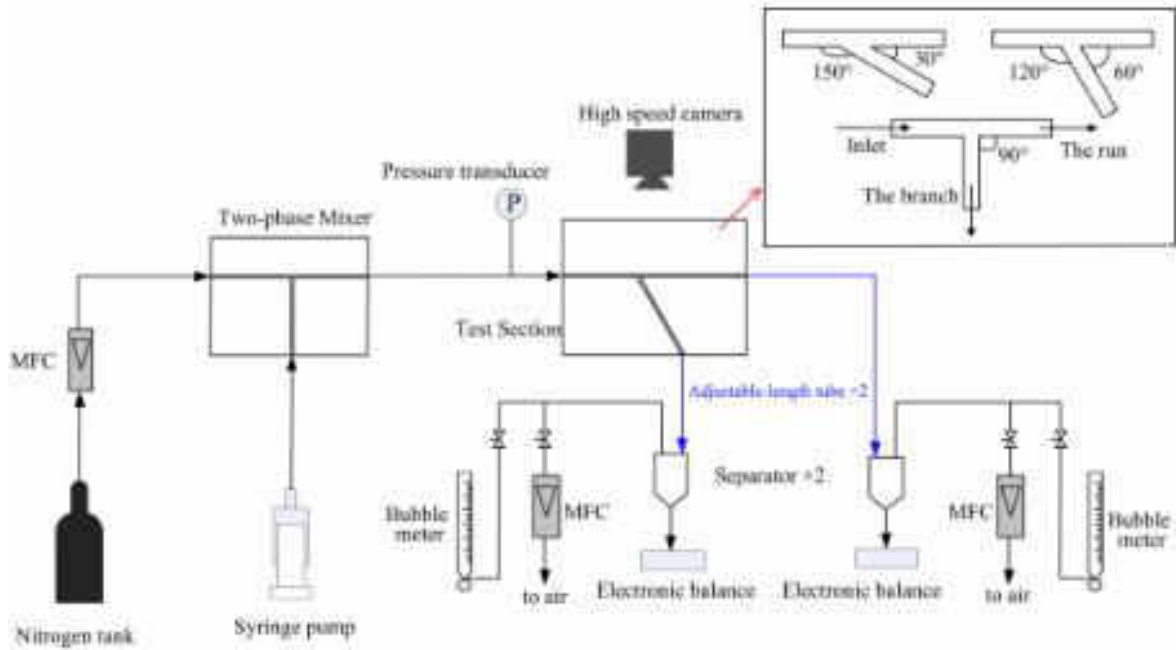 150°
30°
120°
60°
High speed camera
Inlet
90°
The run
Pressure transducer
The branch
P
Two-phase Mixer
Test Section
MFC
Adjustable length tube ×2
Separator ×2
Bubble
meter
MFC
MFC
Bubble
meter
to air
Electronic balance
Electronic balance
to air
Syringe pump
Nitrogen tank